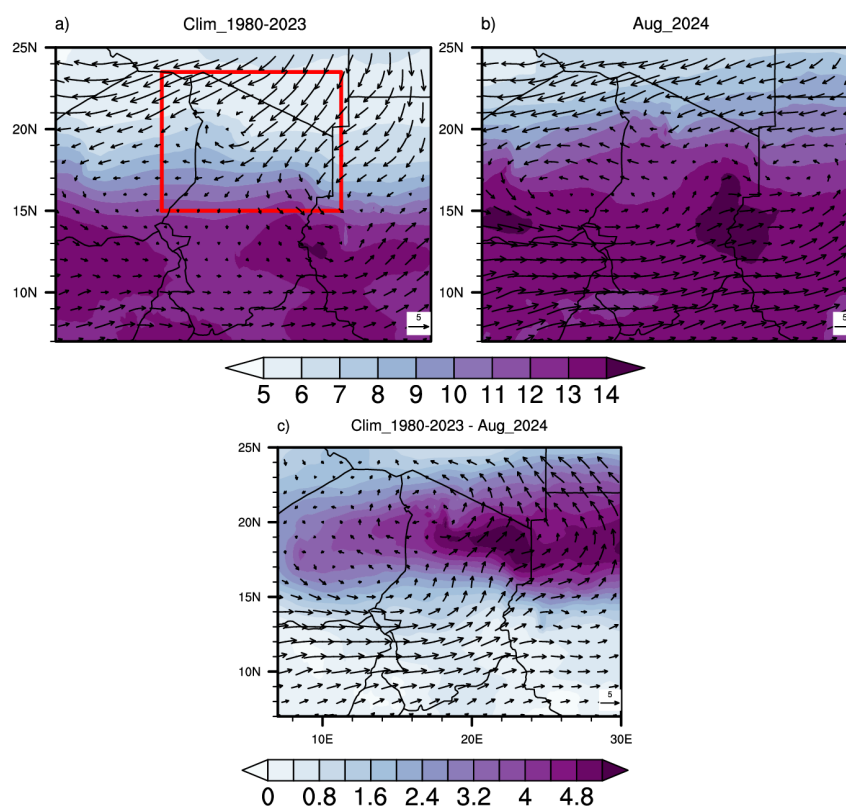 a) Clim_1980-2023
b) Aug_2024
25N
20N
15N
10N
5
25N
20N
15N
10N
5
5 6 7 8 9 10 11 12 13 14
c) Clim_1980-2023 - Aug_2024
25N
20N
15N
10N
5
10E 20E 30E
0 0.8 1.6 2.4 3.2 4 4.8